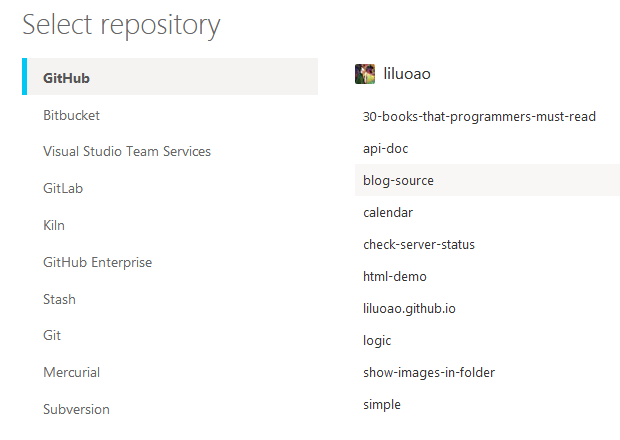 Select repository
GitHub
Bitbucket
Visual Studio Team Services
GitLab
Kiln
GitHub Enterprise
Stash
Git
Mercurial
Subversion
liluoao
30-books-that-programmers-must-read
api-doc
blog-source
calendar
check-server-status
html-demo
liluoao.github.io
logic
show-images-in-folder
simple